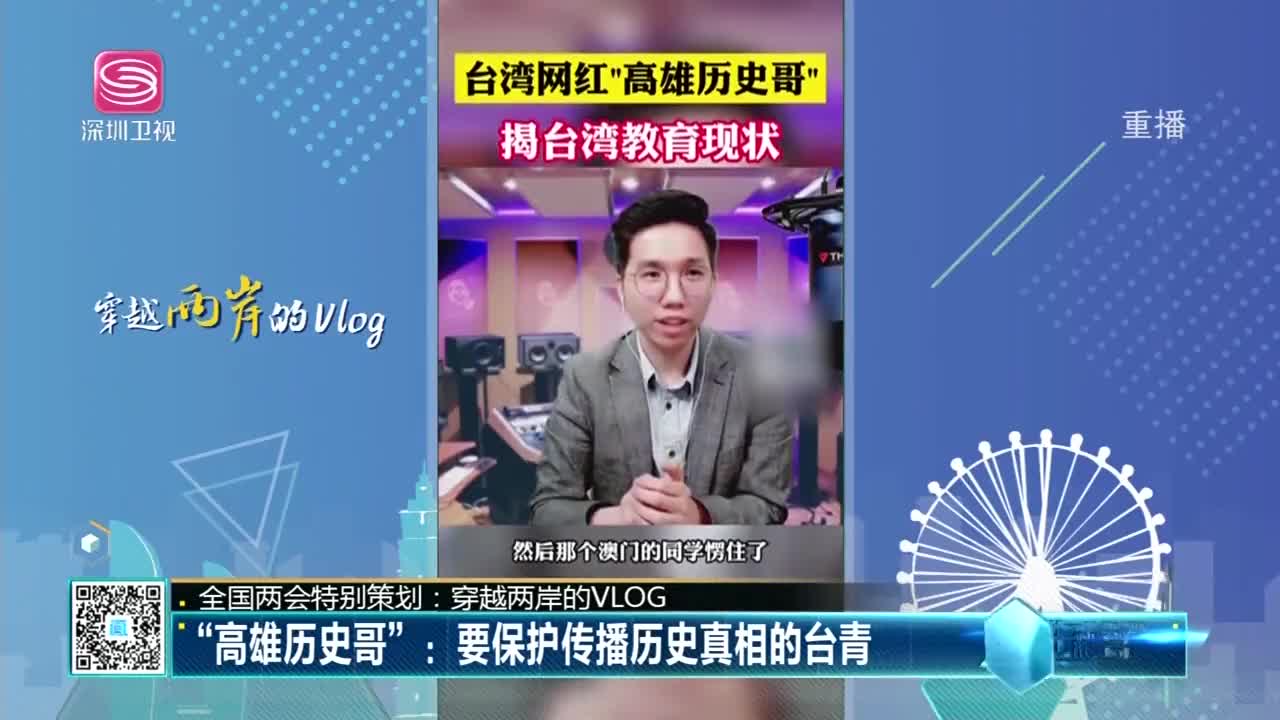 深圳卫视
重播
台湾网红"高雄历史哥"
揭台湾教育现状
穿越两岸的Vlog
TH
然后那个澳门的同学愣住了
全国两会特别策划：穿越两岸的VLOG
“高雄历史哥”：要保护传播历史真相的台青